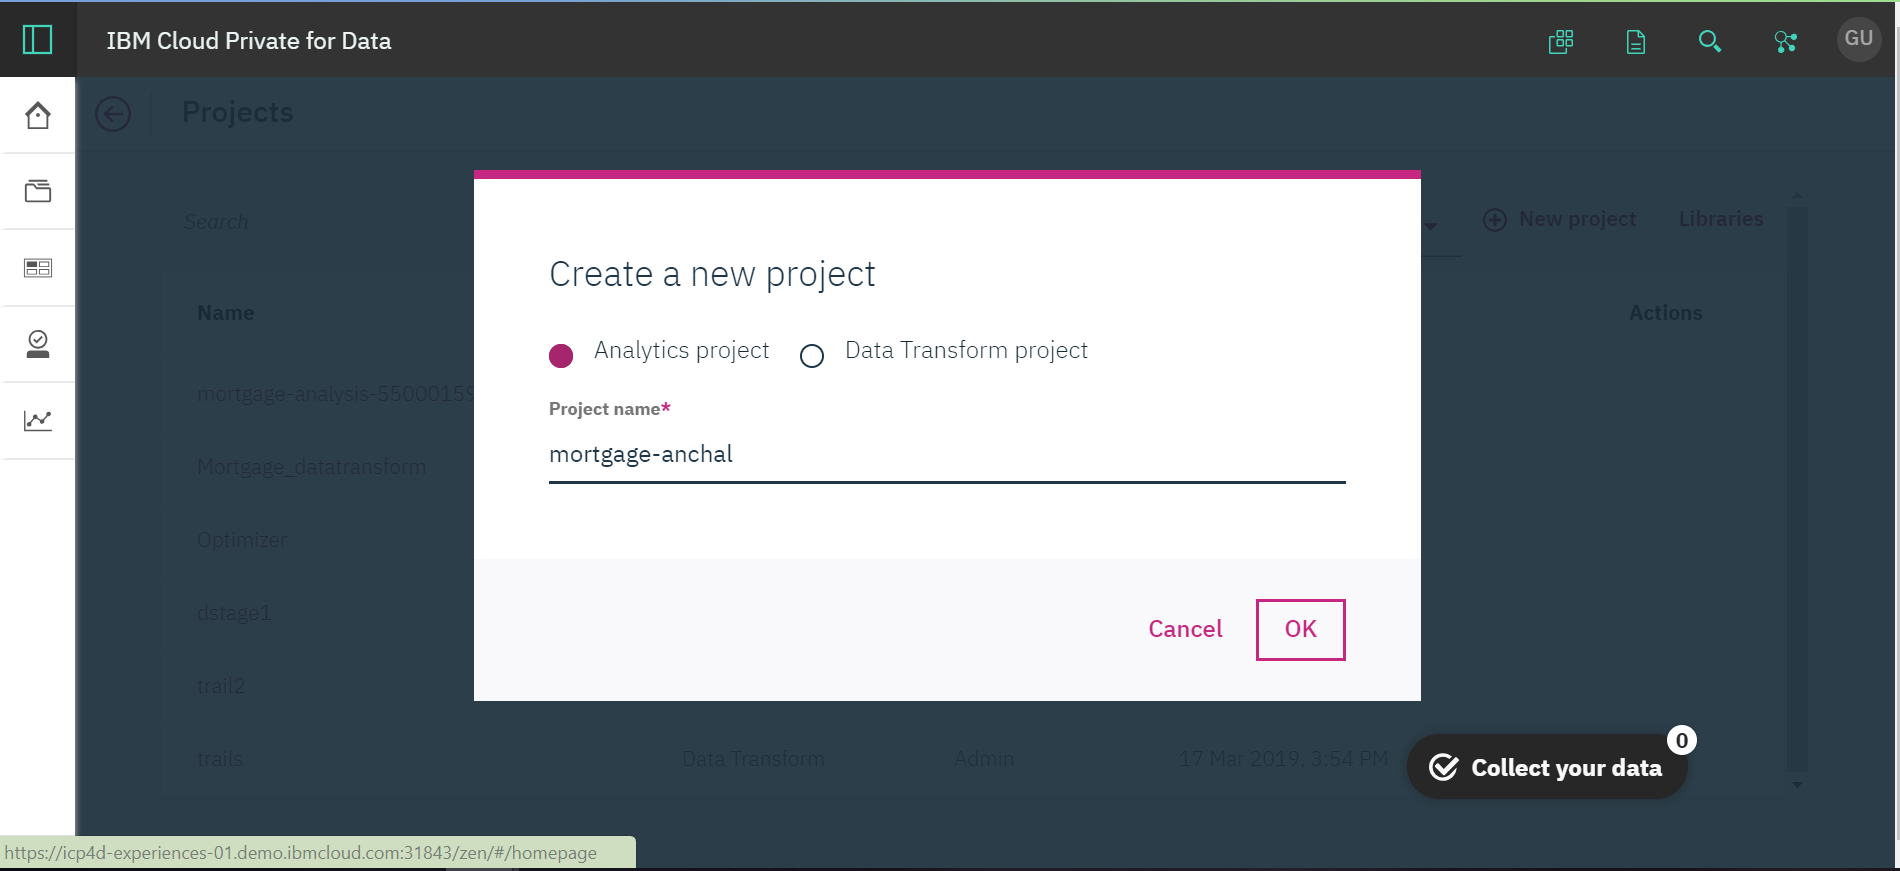 IBM Cloud Private for Data
GU
Projects
Search
New project
Libraries
Name
Actions
mortgage-analysis-55000159
Mortgage_datatransform
Optimizer
dstage1
trail2
trails
Data Transform
Admin
17 Mar 2019, 3:54 PM
Create a new project
Analytics project
Data Transform project
Project name*
mortgage-anchal
Cancel
OK
0
Collect your data
https://icp4d-experiences-01.demo.ibmcloud.com:31843/zen/#/homepage